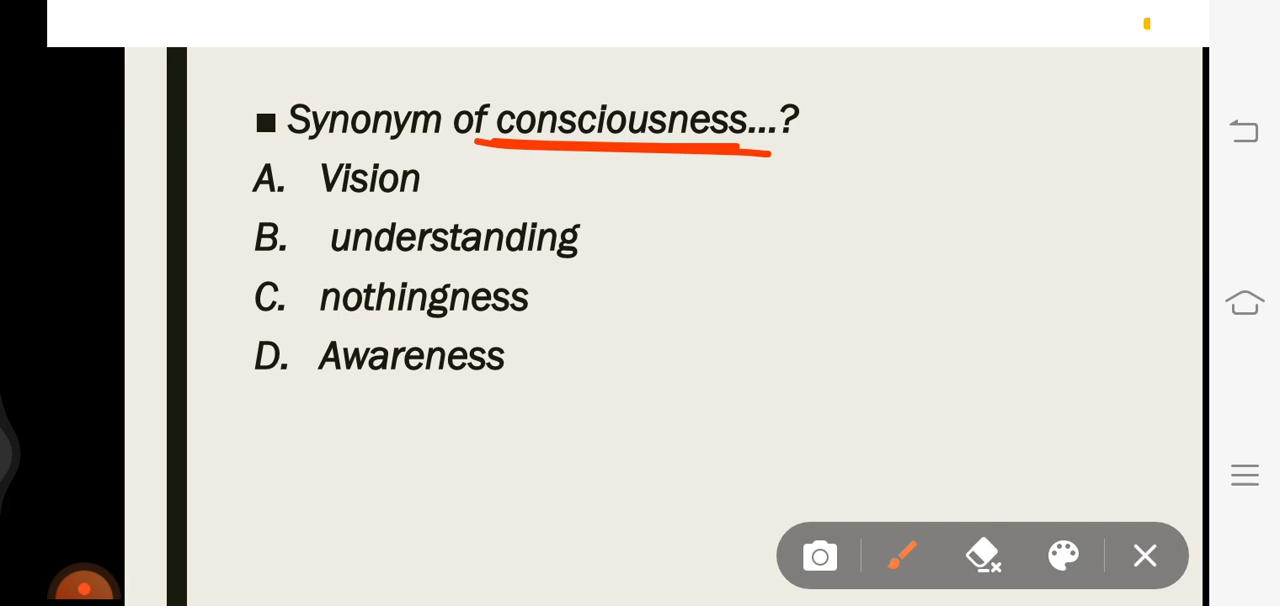 ■ Synonym of consciousness...?
A. Vision
B. understanding
C. nothingness
D. Awareness